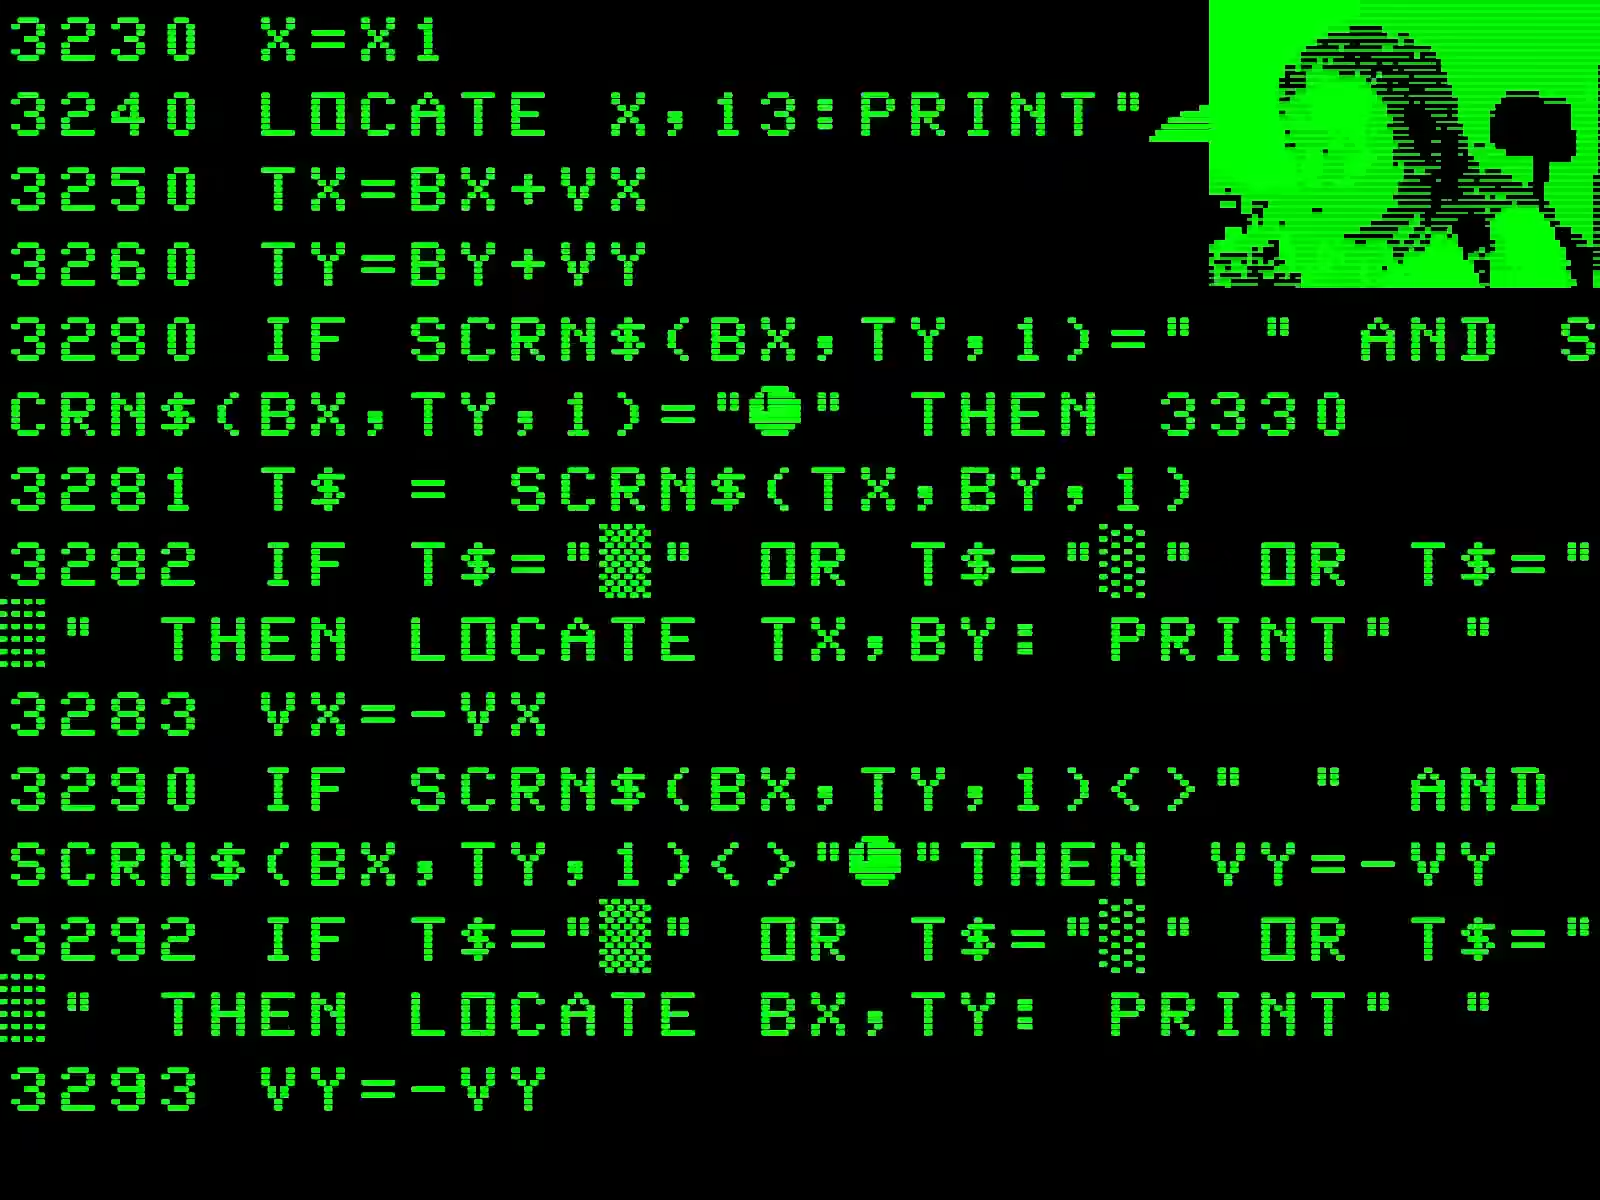 3230 X=X1
3240 LOCATE X,13:PRINT"
3250 TX=BX+VX
3260 TY=BY+VY
3280 IF SCRN$(BX,TY,1)=" " AND S
CRN$(BX,TY,1)="●" THEN 3330
3281 T$ = SCRN$(TX,BY,1)
3282 IF T$="▓" OR T$="▒" OR T$="
░" THEN LOCATE TX,BY: PRINT" "
3283 VX=-VX
3290 IF SCRN$(BX,TY,1)<>" " AND
SCRN$(BX,TY,1)<>"●"THEN VY=-VY
3292 IF T$="▓" OR T$="▒" OR T$="
░" THEN LOCATE BX,TY: PRINT" "
3293 VY=-VY